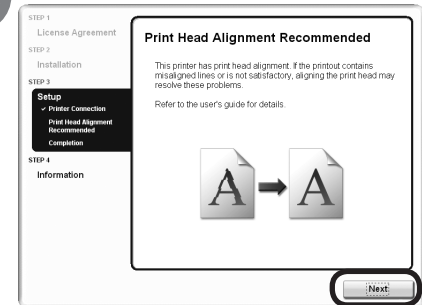 STEP 1
License Agreement
STEP 2
Installation
STEP 3
Setup
Printer Connection
Print Head Alignment
Recommended
Completion
STEP 4
Information
Print Head Alignment Recommended
This printer has print head alignment. If the printout contains
misaligned lines or is not satisfactory, aligning the print head may
resolve these problems.
Refer to the user's guide for details.
A
A
Next